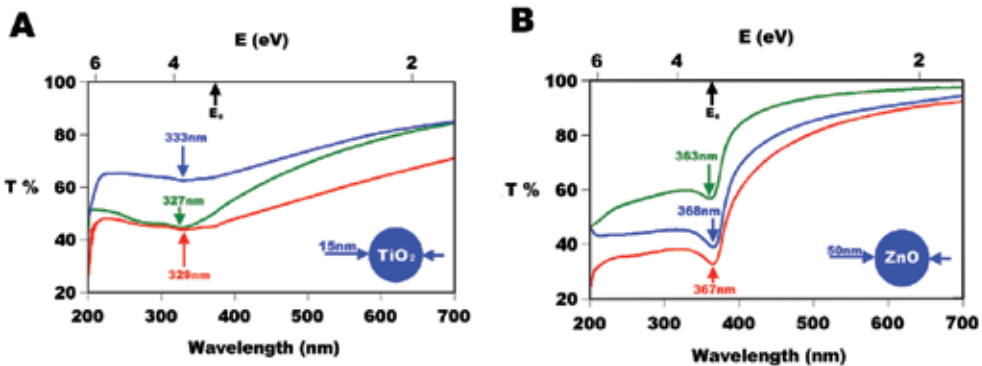 A
E (eV)
6 4 2
100
80
60
40
20
T %
E₉
333nm
327nm
329nm
15nm
TiO₂
200 300 400 500 600 700
Wavelength (nm)
B
E (eV)
6 4 2
100
80
60
40
20
T %
E₉
363nm
368nm
367nm
50nm
ZnO
200 300 400 500 600 700
Wavelength (nm)